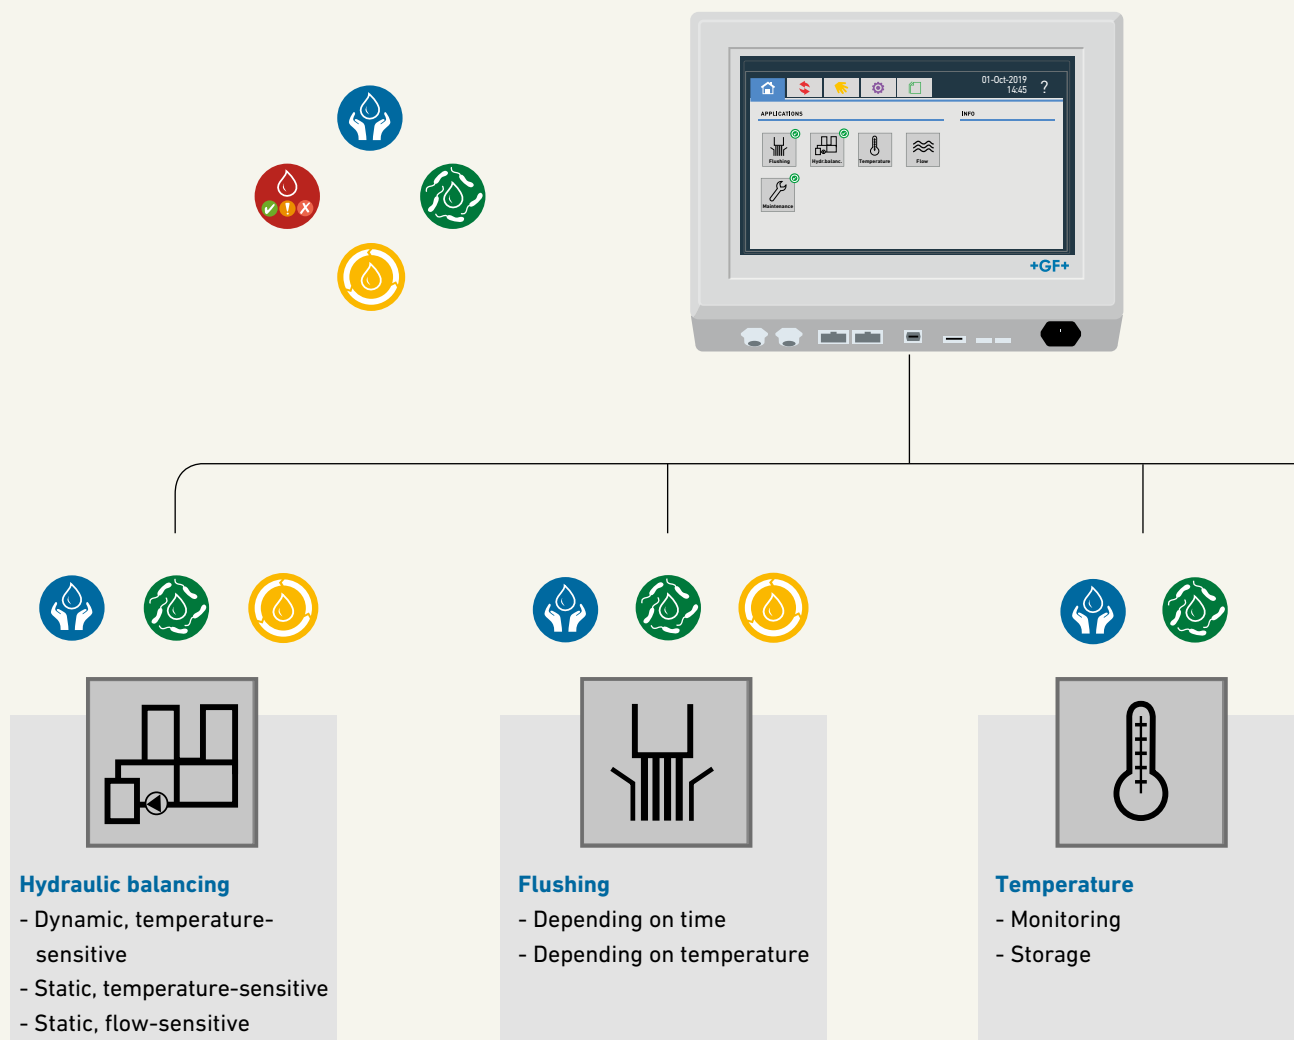 01-Oct-2019
14:45
?
APPLICATIONS
INFO
Flushing
Hydr.balanc.
Temperature
Flow
Maintenance
+GF+
Hydraulic balancing
- Dynamic, temperature-
sensitive
- Static, temperature-sensitive
- Static, flow-sensitive
Flushing
- Depending on time
- Depending on temperature
Temperature
- Monitoring
- Storage